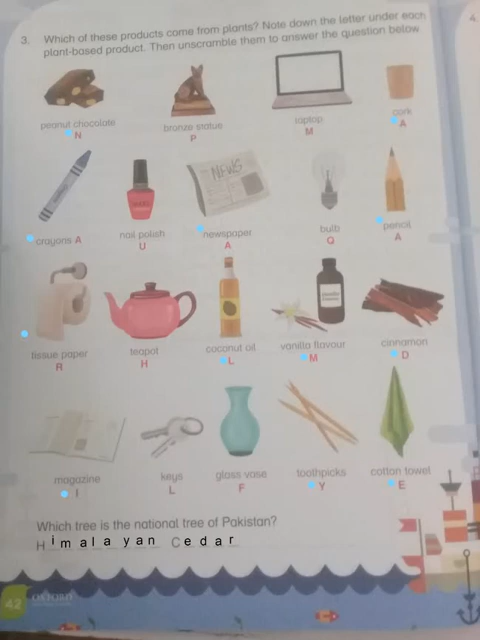 3. Which of these products come from plants? Note down the letter under each
plant-based product. Then unscramble them to answer the question below.
4.
peanut chocolate bronze statue laptop cork
N P M A
NEWS
crayons A nail polish newspaper bulb pencil
U A Q A
tissue paper teapot coconut oil vanilla flavour cinnamon
R H L M D
magazine keys glass vase toothpicks cotton towel
I L F Y E
Which tree is the national tree of Pakistan?
Himalayan Cedar
42 OXFORD